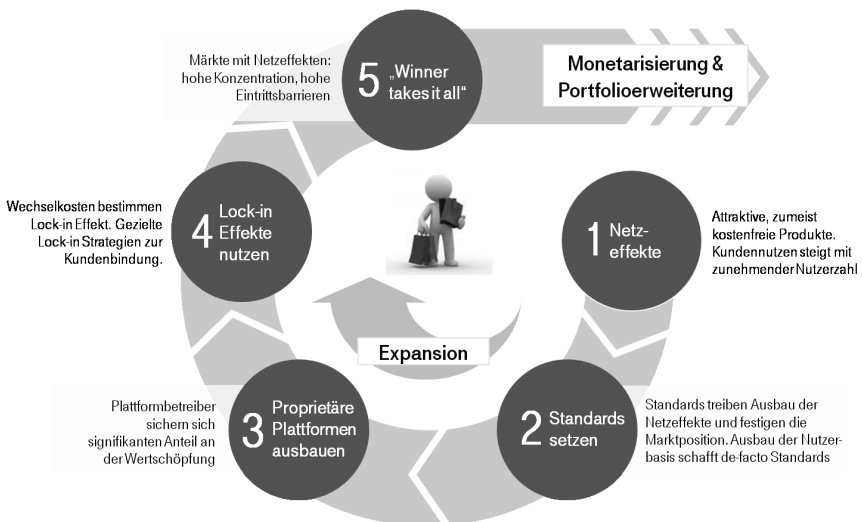 Märkte mit Netzeffekten:
hohe Konzentration, hohe
Eintrittsbarrieren
5 „Winner
takes it all“
Monetarisierung &
Portfolioerweiterung
Wechselkosten bestimmen
Lock-in Effekt. Gezielte
Lock-in Strategien zur
Kundenbindung.
4 Lock-in
Effekte
nutzen
1 Netz-
effekte
Attraktive, zumeist
kostenfreie Produkte.
Kundennutzen steigt mit
zunehmender Nutzerzahl
Expansion
Plattformbetreiber
sichern sich
signifikanten Anteil an
der Wertschöpfung
3 Proprietäre
Plattformen
ausbauen
2 Standards
setzen
Standards treiben Ausbau der
Netzeffekte und festigen die
Marktposition. Ausbau der Nutzer-
basis schafft de-facto Standards